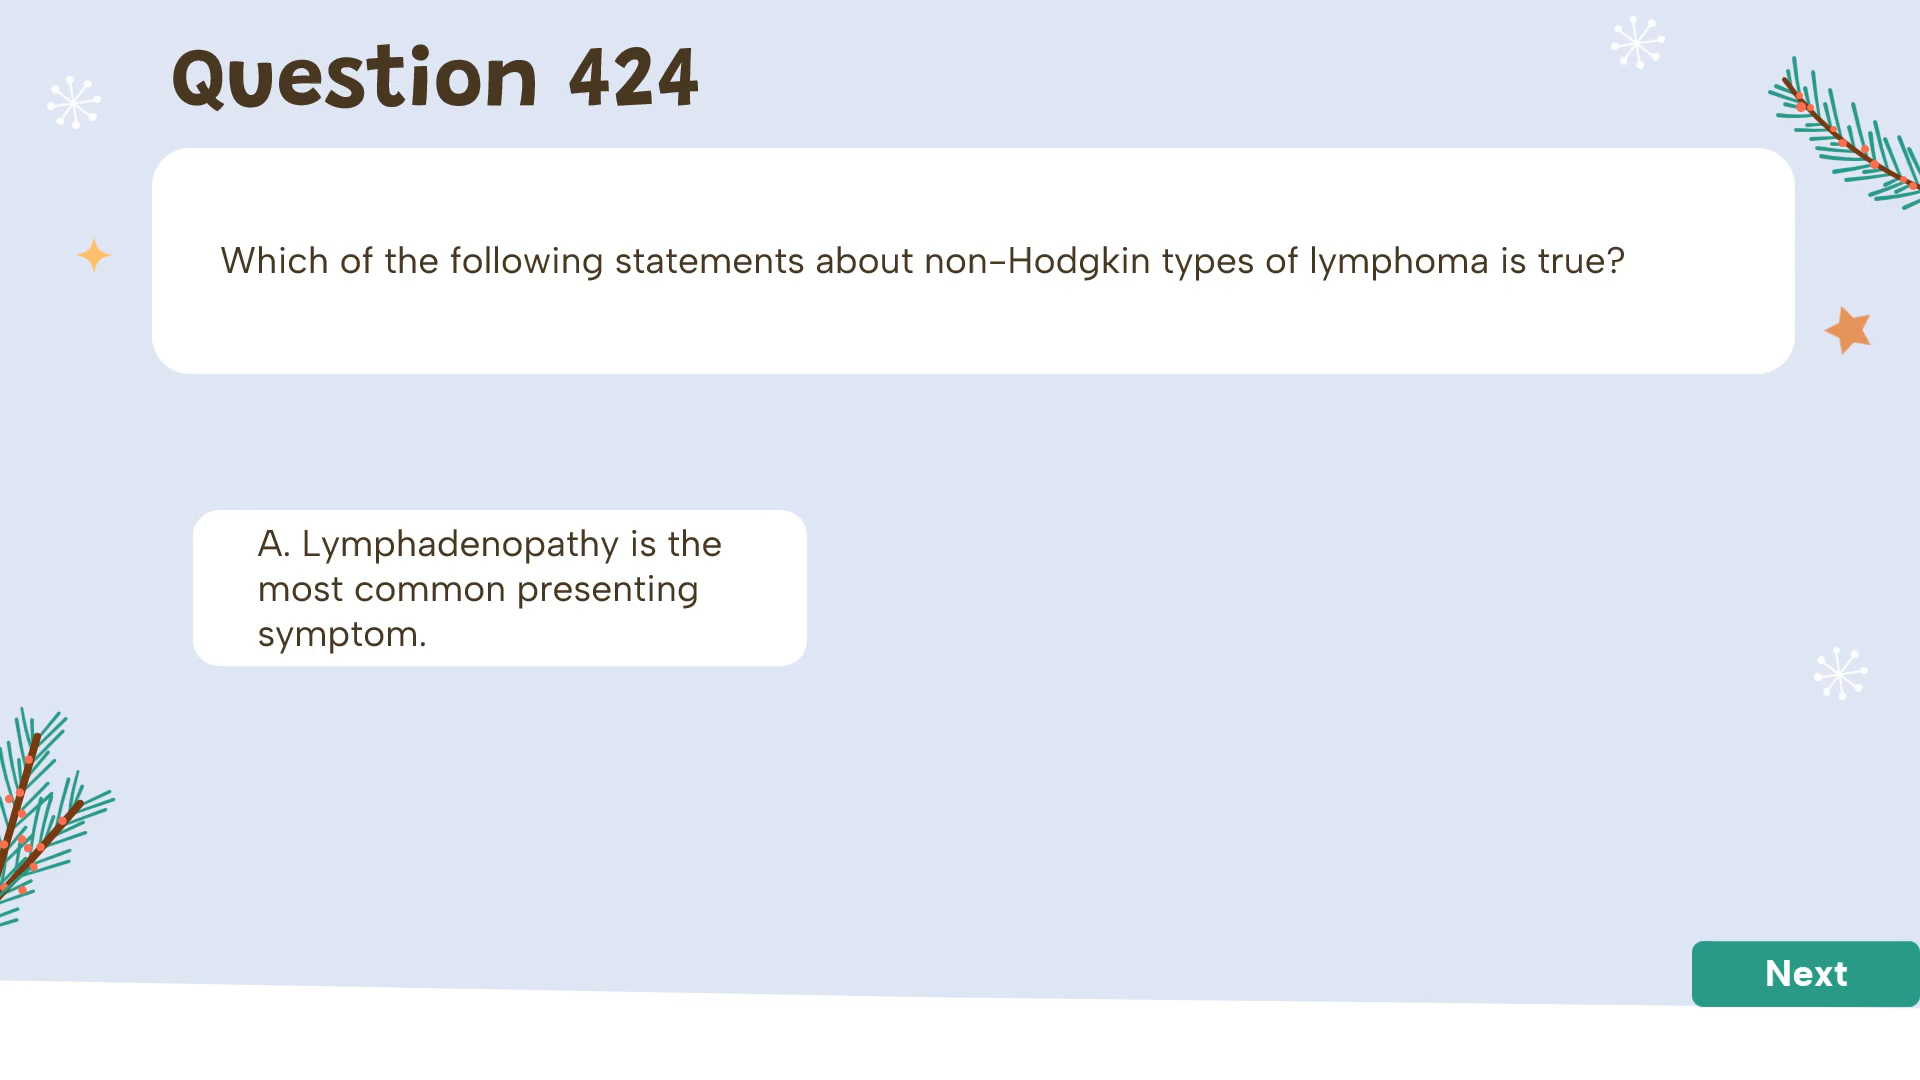 Question 424
Which of the following statements about non-Hodgkin types of lymphoma is true?
A. Lymphadenopathy is the
most common presenting
symptom.
Next